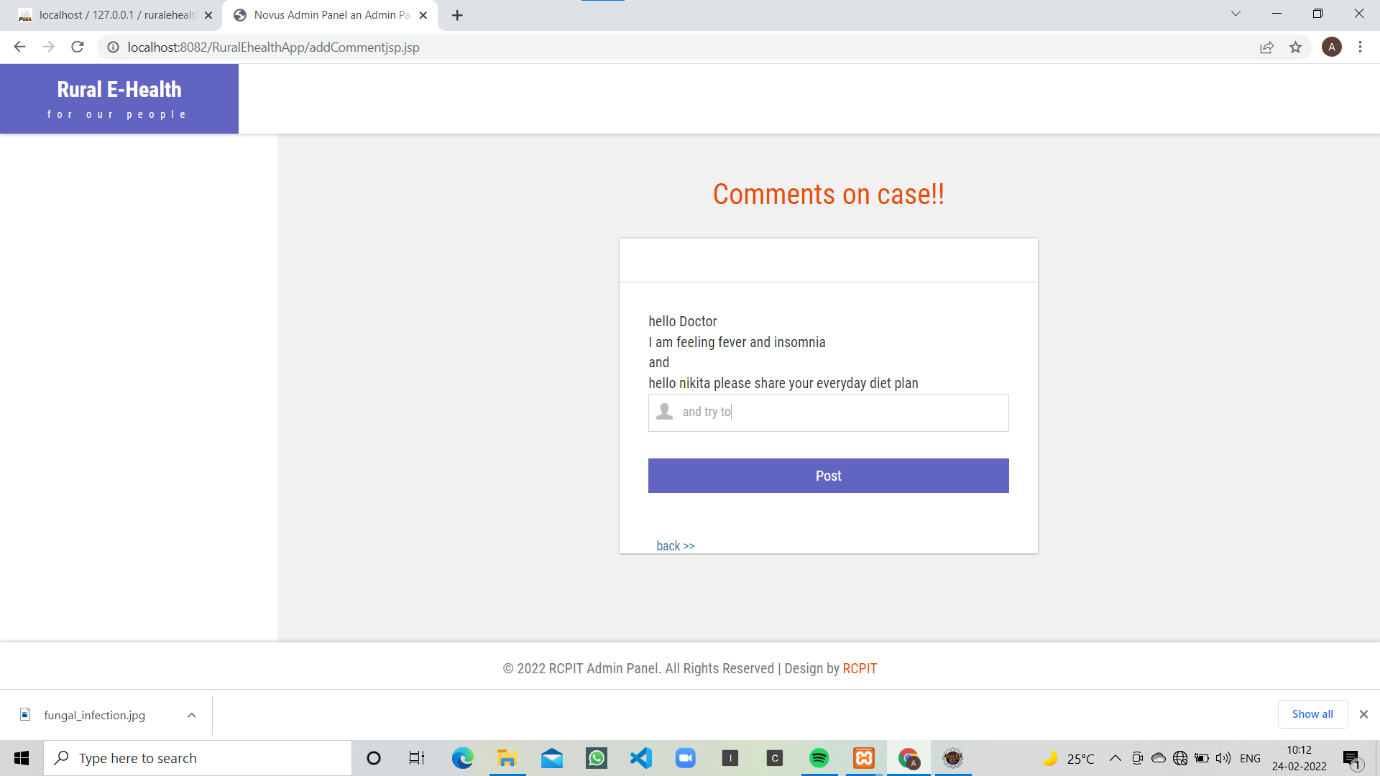 localhost / 127.0.0.1 / ruralehealt
Novus Admin Panel an Admin Pa
localhost:8082/RuralEhealthApp/addCommentjsp.jsp
A
Rural E-Health
for our people
Comments on case!!
hello Doctor
I am feeling fever and insomnia
and
hello nikita please share your everyday diet plan
and try to
Post
back >>
© 2022 RCPIT Admin Panel. All Rights Reserved | Design by RCPIT
fungal_infection.jpg
Show all
Type here to search
I
C
A
25°C
ENG
10:12
24-02-2022
1